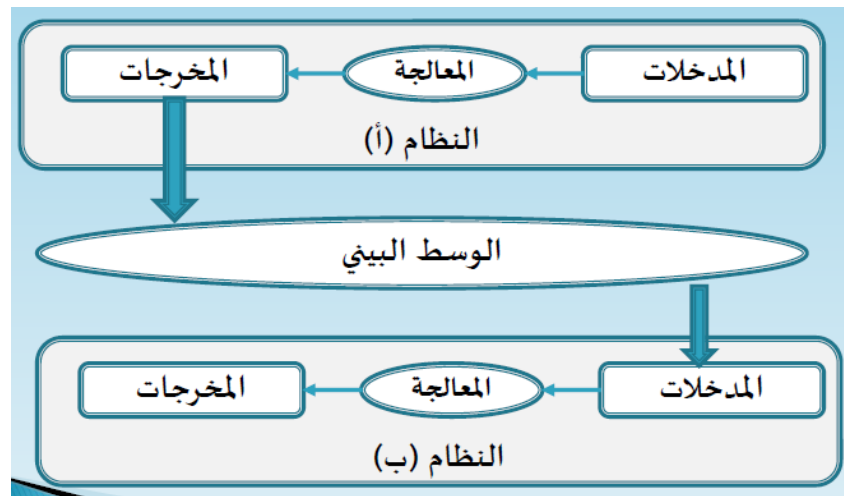 المدخلات
المعالجة
المخرجات
النظام (أ)
الوسط البيني
المدخلات
المعالجة
المخرجات
النظام (ب)